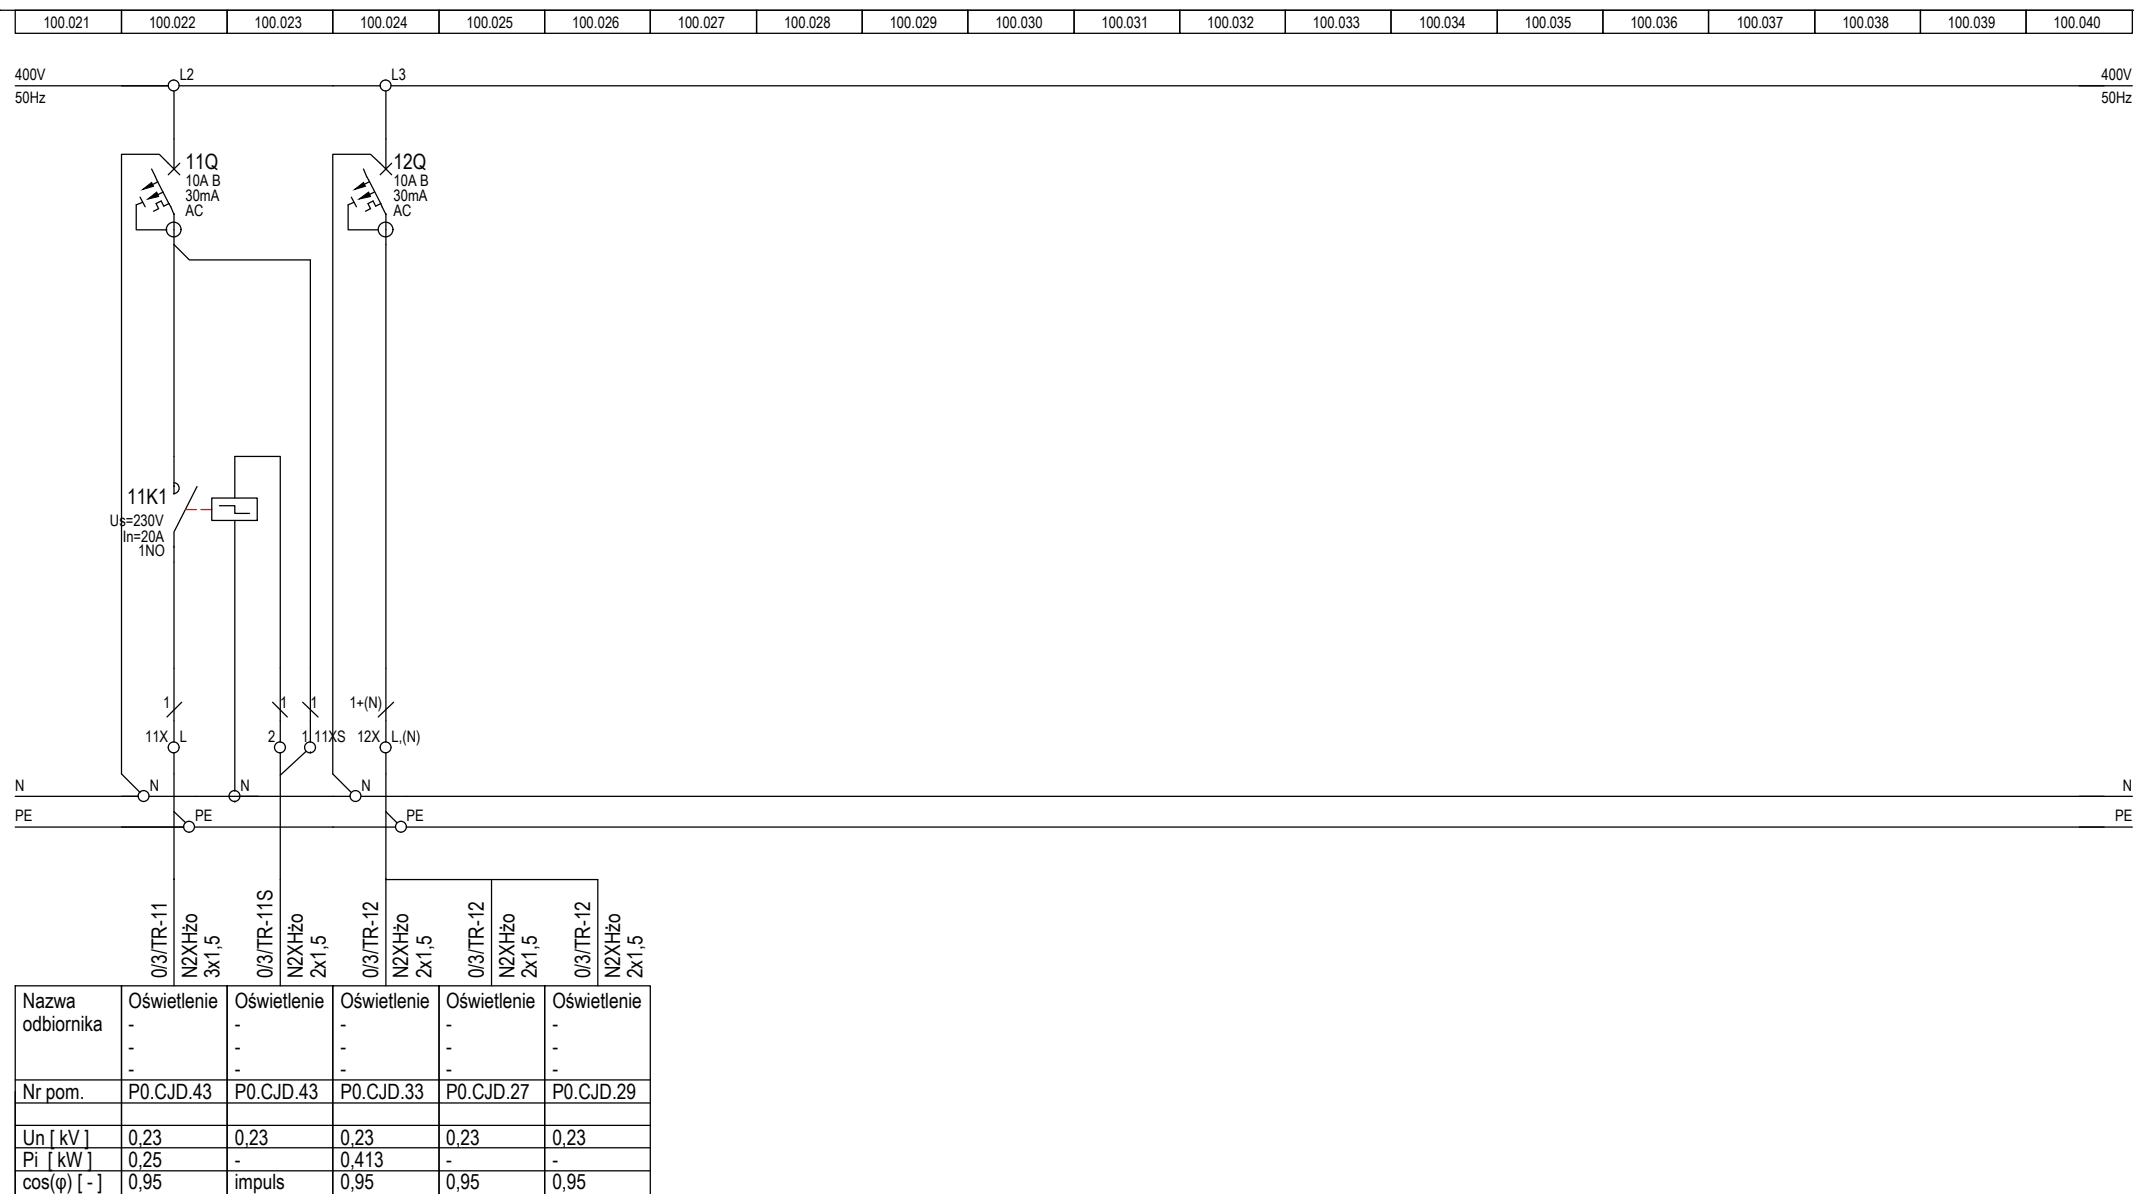 100.021 100.022 100.023 100.024 100.025 100.026 100.027 100.028 100.029 100.030 100.031 100.032 100.033 100.034 100.035 100.036 100.037 100.038 100.039 100.040
400V L2 L3 400V
50Hz 50Hz
11Q 12Q
10A B 10A B
30mA 30mA
AC AC
11K1
Us=230V
In=20A
1NO
1 1 1 1+(N)
11X L 2 1 11XS 12X L,(N)
N N N N N
PE PE PE PE
0/3/TR-11
N2XHżo
3x1,5
0/3/TR-11S
N2XHżo
2x1,5
0/3/TR-12
N2XHżo
2x1,5
0/3/TR-12
N2XHżo
2x1,5
0/3/TR-12
N2XHżo
2x1,5
Nazwa Oświetlenie Oświetlenie Oświetlenie Oświetlenie Oświetlenie
odbiornika - - - - -
- - - - -
- - - - -
Nr pom. P0.CJD.43 P0.CJD.43 P0.CJD.33 P0.CJD.27 P0.CJD.29
Un [ kV ] 0,23 0,23 0,23 0,23 0,23
Pi [ kW ] 0,25 - 0,413 - -
cos(φ) [ - ] 0,95 impuls 0,95 0,95 0,95